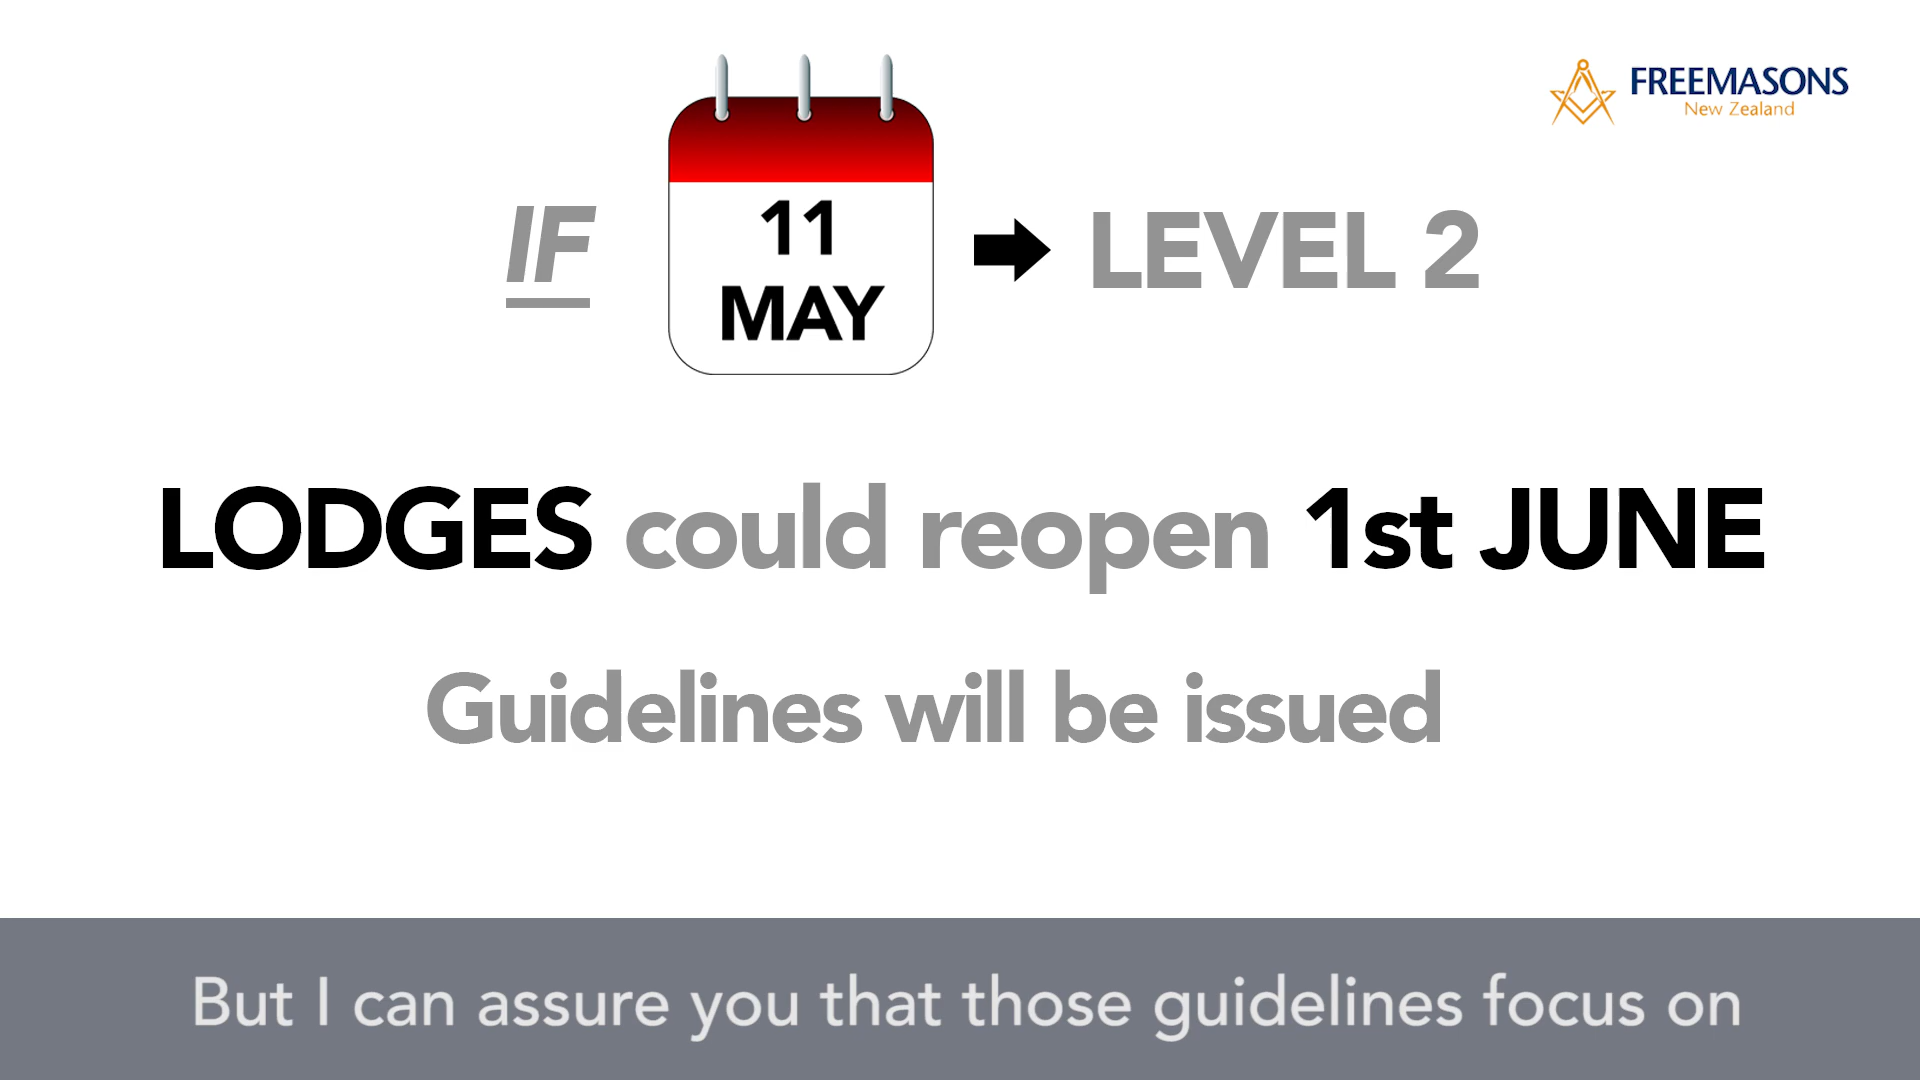 FREEMASONS
New Zealand
IF
11
MAY
LEVEL 2
LODGES could reopen 1st JUNE
Guidelines will be issued
But I can assure you that those guidelines focus on